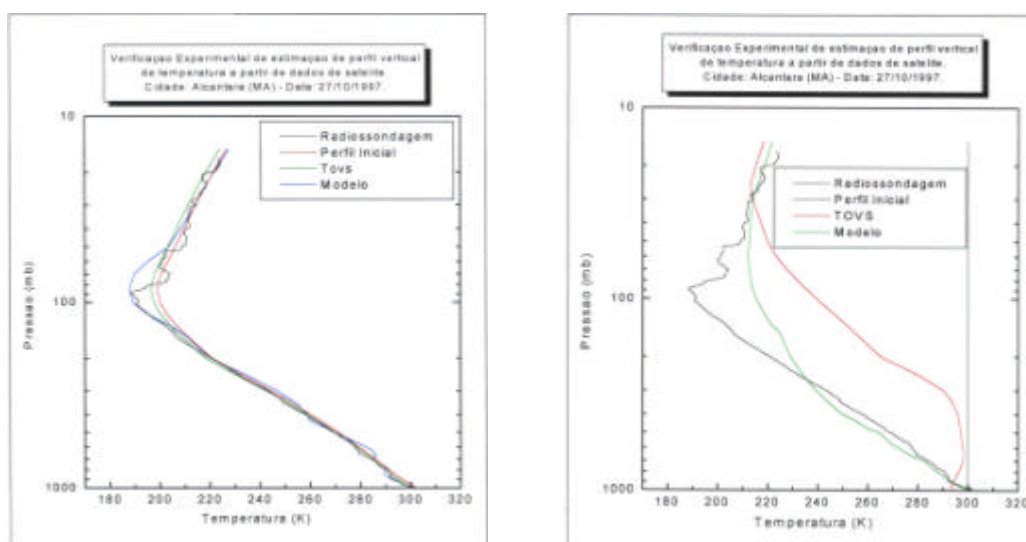 Verificaçao Experimental de estimaçao de perfil vertical
de temperatura a partir de dados de satelite.
Cidade: Alcantara (MA) - Data: 27/10/1997.
10
Radiossondagem
Perfil Inicial
Tovs
Modelo
100
Pressao (mb)
1000
180 200 220 240 260 280 300 320
Temperatura (K)
Verificaçao Experimental de estimaçao de perfil vertical
de temperatura a partir de dados de satelite.
Cidade: Alcantara (MA) - Data: 27/10/1997.
10
Radiossondagem
Perfil Inicial
TOVS
Modelo
100
Pressao (mb)
1000
180 200 220 240 260 280 300 320
Temperatura (K)